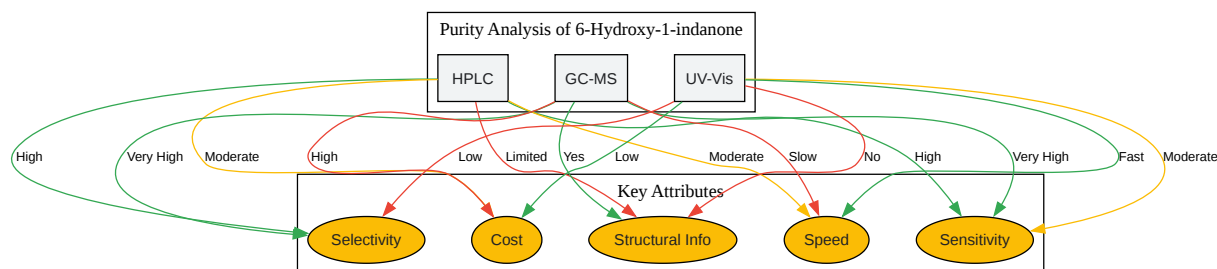 Purity Analysis of 6-Hydroxy-1-indanone
HPLC
GC-MS
UV-Vis
High
Very High
Moderate
High
Low
Limited
Yes
Low
Moderate
Slow
No
High
Very High
Fast
Moderate
Key Attributes
Selectivity
Cost
Structural Info
Speed
Sensitivity